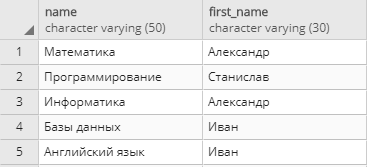 name first_name
character varying (50) character varying (30)
1 Математика Александр
2 Программирование Станислав
3 Информатика Александр
4 Базы данных Иван
5 Английский язык Иван